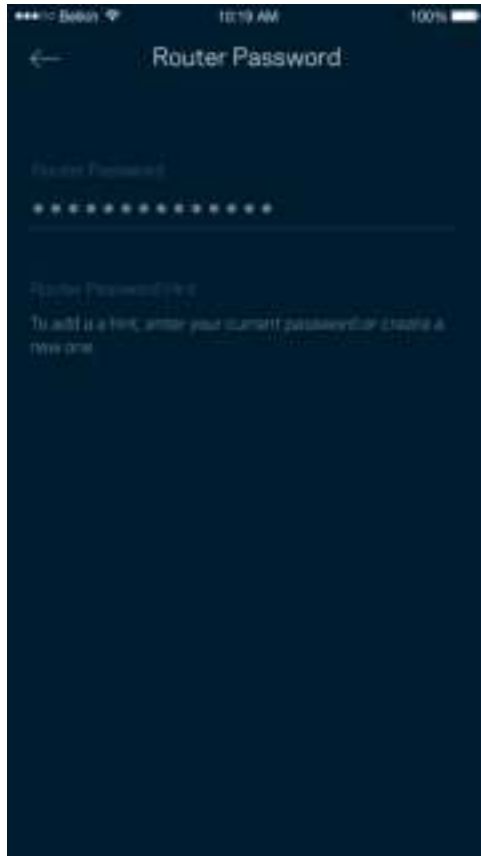 Belkin 10:19 AM 100%
Router Password
Router Password
••••••••••••••
Router Password Hint
To add a a hint, enter your current password or create a
new one